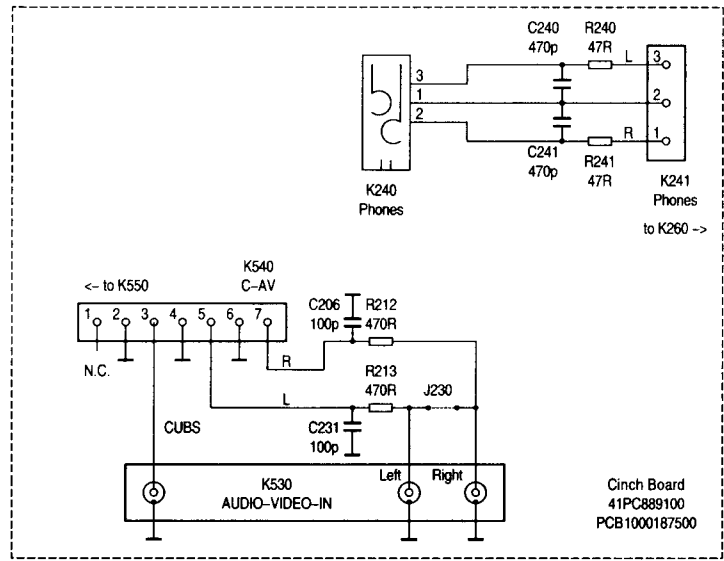 C240 R240
470p 47R
L
3
3
1
2
2
R
1
C241
470p
R241
47R
K240
Phones
K241
Phones
to K260 ->
K540
<- to K550 C-AV
1 2 3 4 5 6 7
N.C.
C206 R212
100p 470R
R
R213
470R
J230
L
CUBS
C231
100p
K530
AUDIO-VIDEO-IN
Left Right
Cinch Board
41PC889100
PCB1000187500